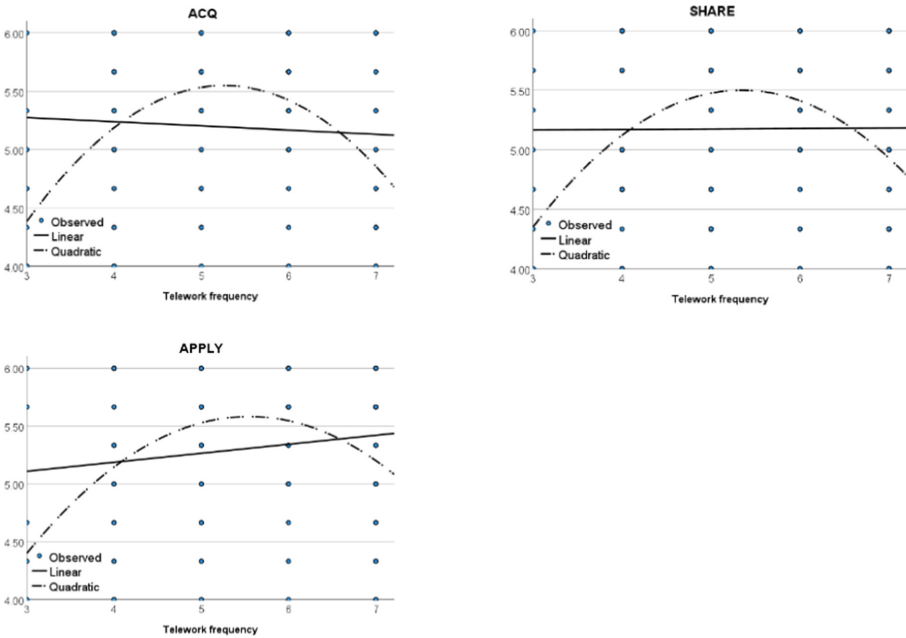 ACQ
6.00
5.50
5.00
4.50
4.00
Observed
Linear
Quadratic
3 4 5 6 7
Telework frequency
SHARE
6.00
5.50
5.00
4.50
4.00
Observed
Linear
Quadratic
3 4 5 6 7
Telework frequency
APPLY
6.00
5.50
5.00
4.50
4.00
Observed
Linear
Quadratic
3 4 5 6 7
Telework frequency